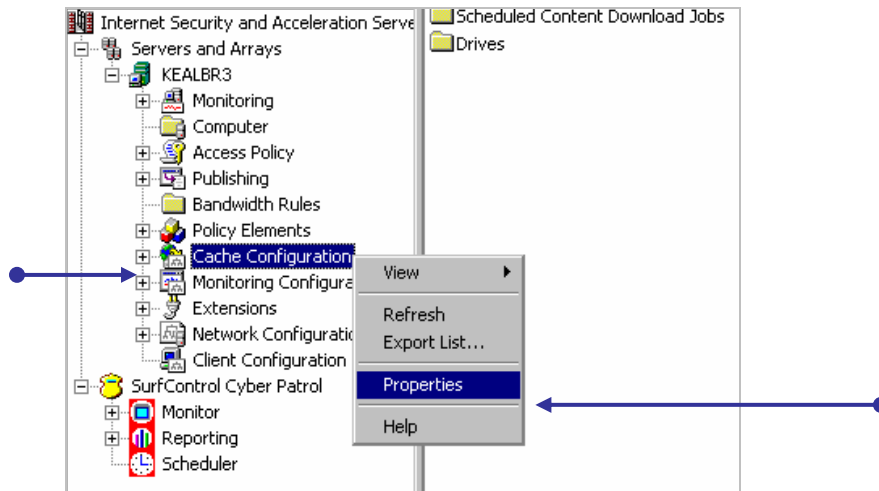 Internet Security and Acceleration Serve
Servers and Arrays
KEALBR3
Monitoring
Computer
Access Policy
Publishing
Bandwidth Rules
Policy Elements
Cache Configuration
Monitoring Configura
Extensions
Network Configuratio
Client Configuration
SurfControl Cyber Patrol
Monitor
Reporting
Scheduler
View
Refresh
Export List...
Properties
Help
Scheduled Content Download Jobs
Drives